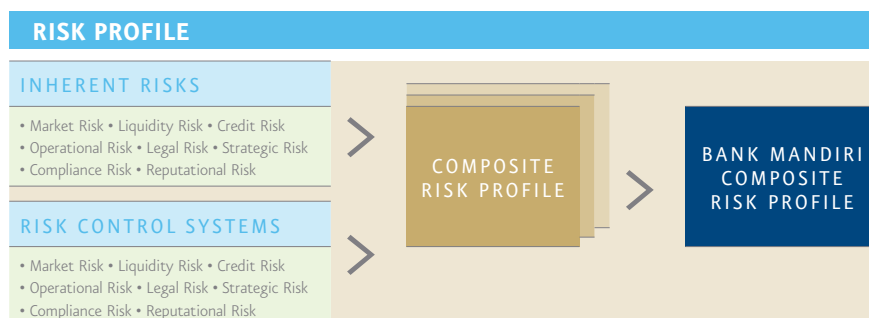 RISK PROFILE
INHERENT RISKS
• Market Risk • Liquidity Risk • Credit Risk
• Operational Risk • Legal Risk • Strategic Risk
• Compliance Risk • Reputational Risk
RISK CONTROL SYSTEMS
• Market Risk • Liquidity Risk • Credit Risk
• Operational Risk • Legal Risk • Strategic Risk
• Compliance Risk • Reputational Risk
COMPOSITE
RISK PROFILE
BANK MANDIRI
COMPOSITE
RISK PROFILE